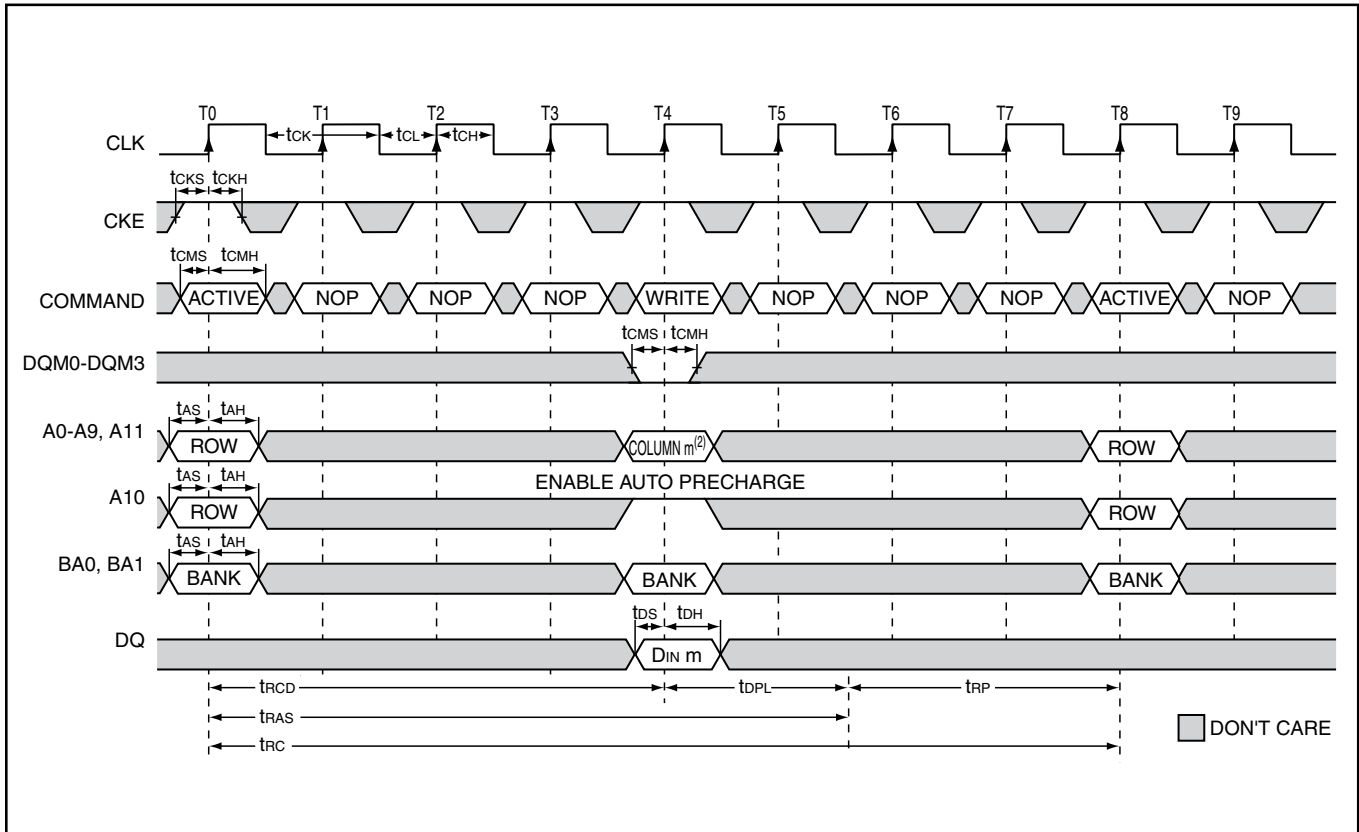 T0 T1 T2 T3 T4 T5 T6 T7 T8 T9
CLK tCK tCL tCH
tCKS tCKH
CKE
tCMS tCMH
COMMAND ACTIVE NOP NOP NOP WRITE NOP NOP NOP ACTIVE NOP
tCMS tCMH
DQM0-DQM3
tAS tAH
A0-A9, A11 ROW COLUMN m(2) ROW
tAS tAH ENABLE AUTO PRECHARGE
A10 ROW ROW
tAS tAH
BA0, BA1 BANK BANK BANK
tDS tDH
DQ DIN m
tRCD tDPL tRP
tRAS
tRC
DON'T CARE